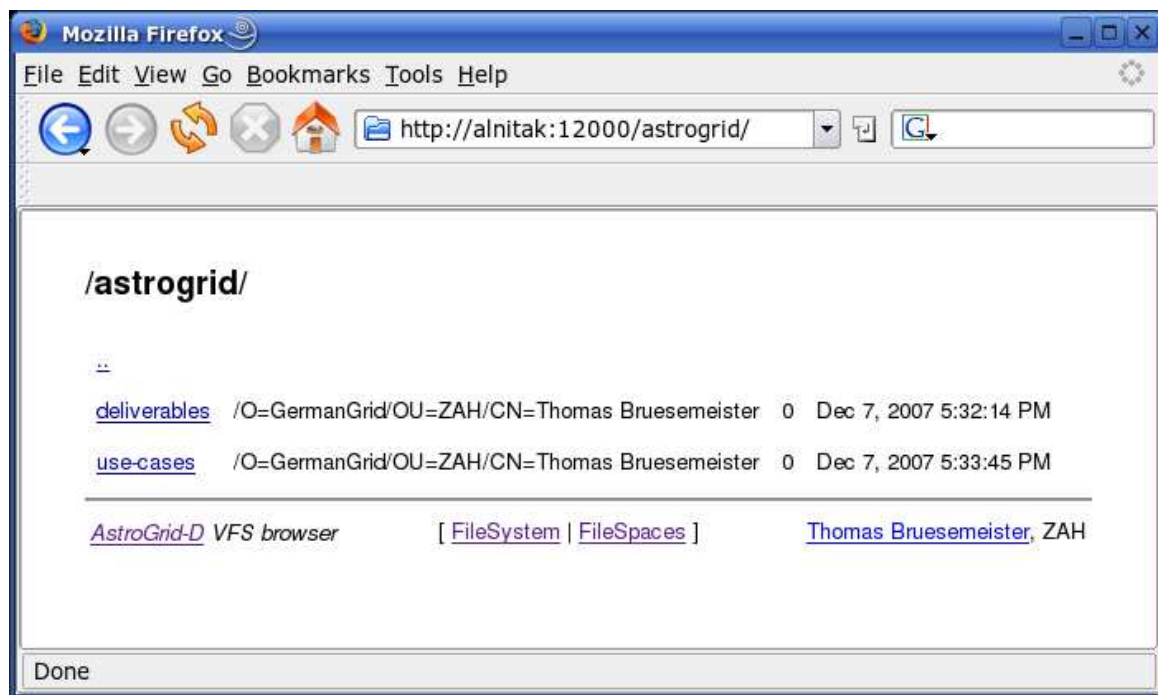 Mozilla Firefox
File Edit View Go Bookmarks Tools Help
http://alnitak:12000/astrogrid/ G
/astrogrid/
..
deliverables /O=GermanGrid/OU=ZAH/CN=Thomas Bruesemeister 0 Dec 7, 2007 5:32:14 PM
use-cases /O=GermanGrid/OU=ZAH/CN=Thomas Bruesemeister 0 Dec 7, 2007 5:33:45 PM
AstroGrid-D VFS browser [ FileSystem | FileSpaces ] Thomas Bruesemeister, ZAH
Done